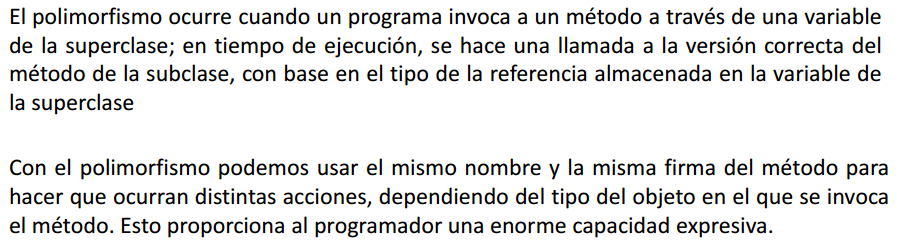 El polimorfismo ocurre cuando un programa invoca a un método a través de una variable
de la superclase; en tiempo de ejecución, se hace una llamada a la versión correcta del
método de la subclase, con base en el tipo de la referencia almacenada en la variable de
la superclase
Con el polimorfismo podemos usar el mismo nombre y la misma firma del método para
hacer que ocurran distintas acciones, dependiendo del tipo del objeto en el que se invoca
el método. Esto proporciona al programador una enorme capacidad expresiva.